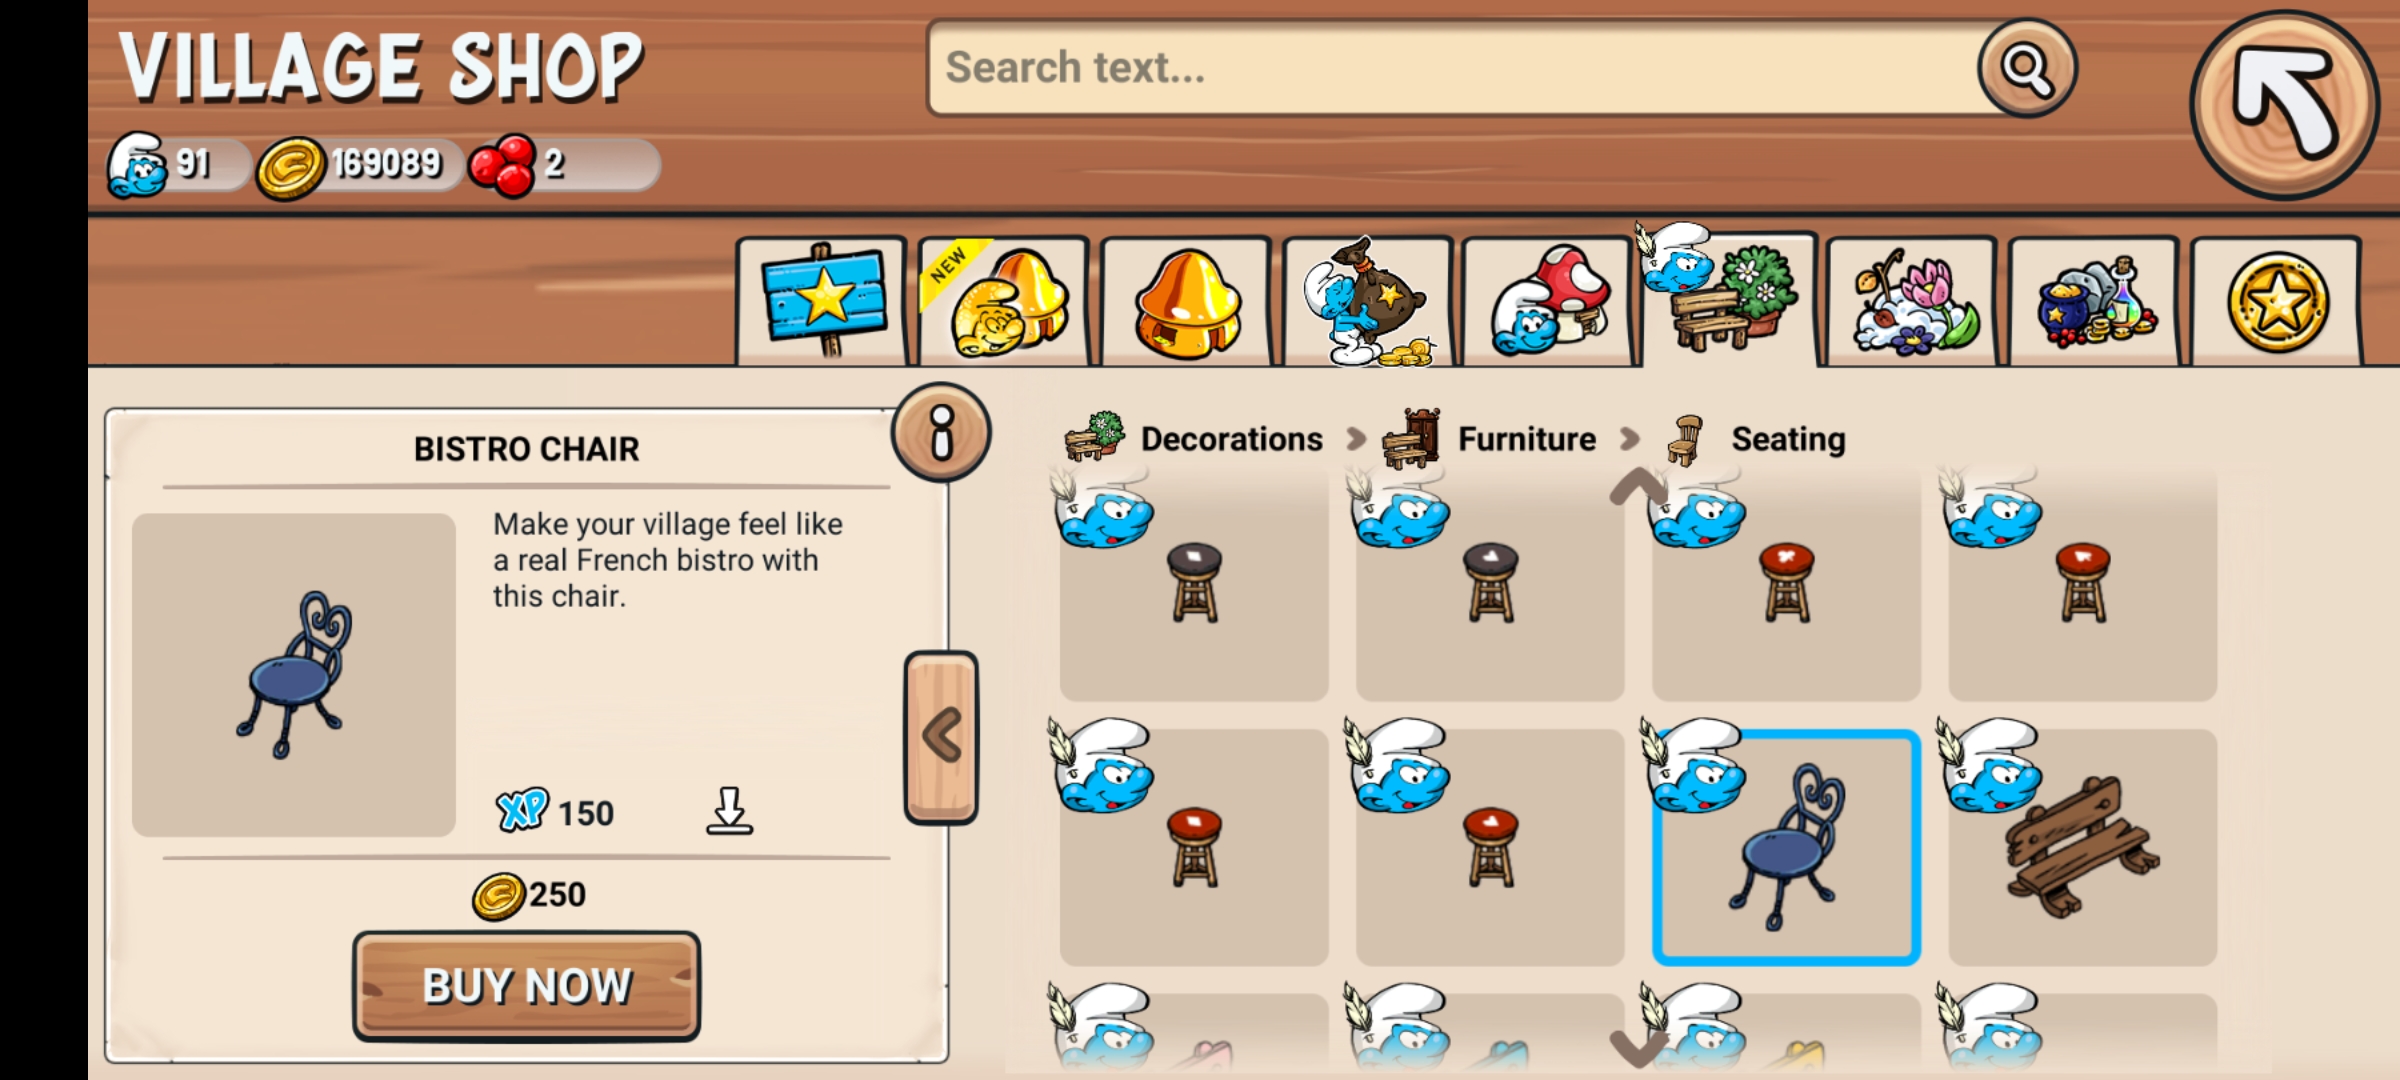 VILLAGE SHOP
Search text...
91
169089
2
NEW
BISTRO CHAIR
Decorations
Furniture
Seating
Make your village feel like
a real French bistro with
this chair.
XP 150
250
BUY NOW